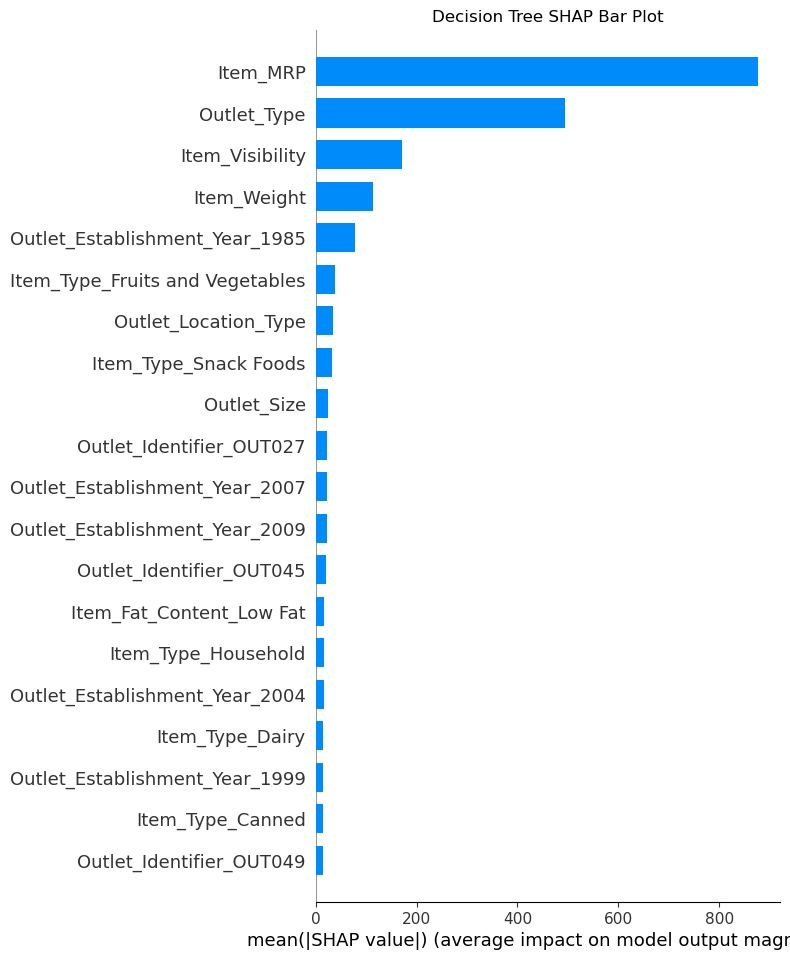 Decision Tree SHAP Bar Plot
Item_MRP
Outlet_Type
Item_Visibility
Item_Weight
Outlet_Establishment_Year_1985
Item_Type_Fruits and Vegetables
Outlet_Location_Type
Item_Type_Snack Foods
Outlet_Size
Outlet_Identifier_OUT027
Outlet_Establishment_Year_2007
Outlet_Establishment_Year_2009
Outlet_Identifier_OUT045
Item_Fat_Content_Low Fat
Item_Type_Household
Outlet_Establishment_Year_2004
Item_Type_Dairy
Outlet_Establishment_Year_1999
Item_Type_Canned
Outlet_Identifier_OUT049
0 200 400 600 800
mean(|SHAP value|) (average impact on model output magn